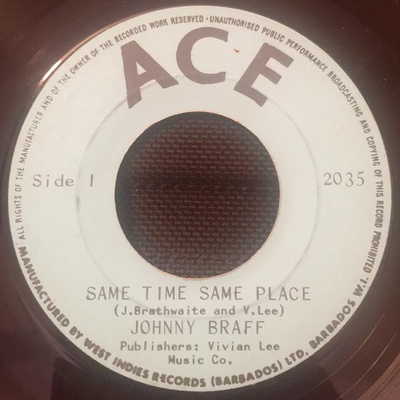 ALL RIGHTS OF THE MANUFACTURER AND OF THE OWNER OF THE RECORDED WORK RESERVED - UNAUTHORISED PUBLIC PERFORMANCE BROADCASTING AND COPYING OF THIS RECORD PROHIBITED
ACE
Side 1
2035
SAME TIME SAME PLACE
(J.Brathwaite and V.Lee)
JOHNNY BRAFF
Publishers: Vivian Lee
Music Co.
MANUFACTURED BY WEST INDIES RECORDS (BARBADOS) LTD, BARBADOS W.I.